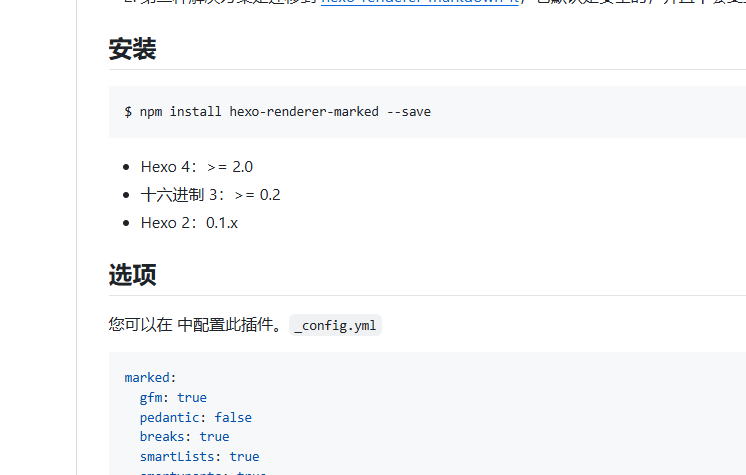 安装
$ npm install hexo-renderer-marked --save
Hexo 4：>= 2.0
十六进制 3：>= 0.2
Hexo 2：0.1.x
选项
您可以在 中配置此插件。 _config.yml
marked:
gfm: true
pedantic: false
breaks: true
smartLists: true